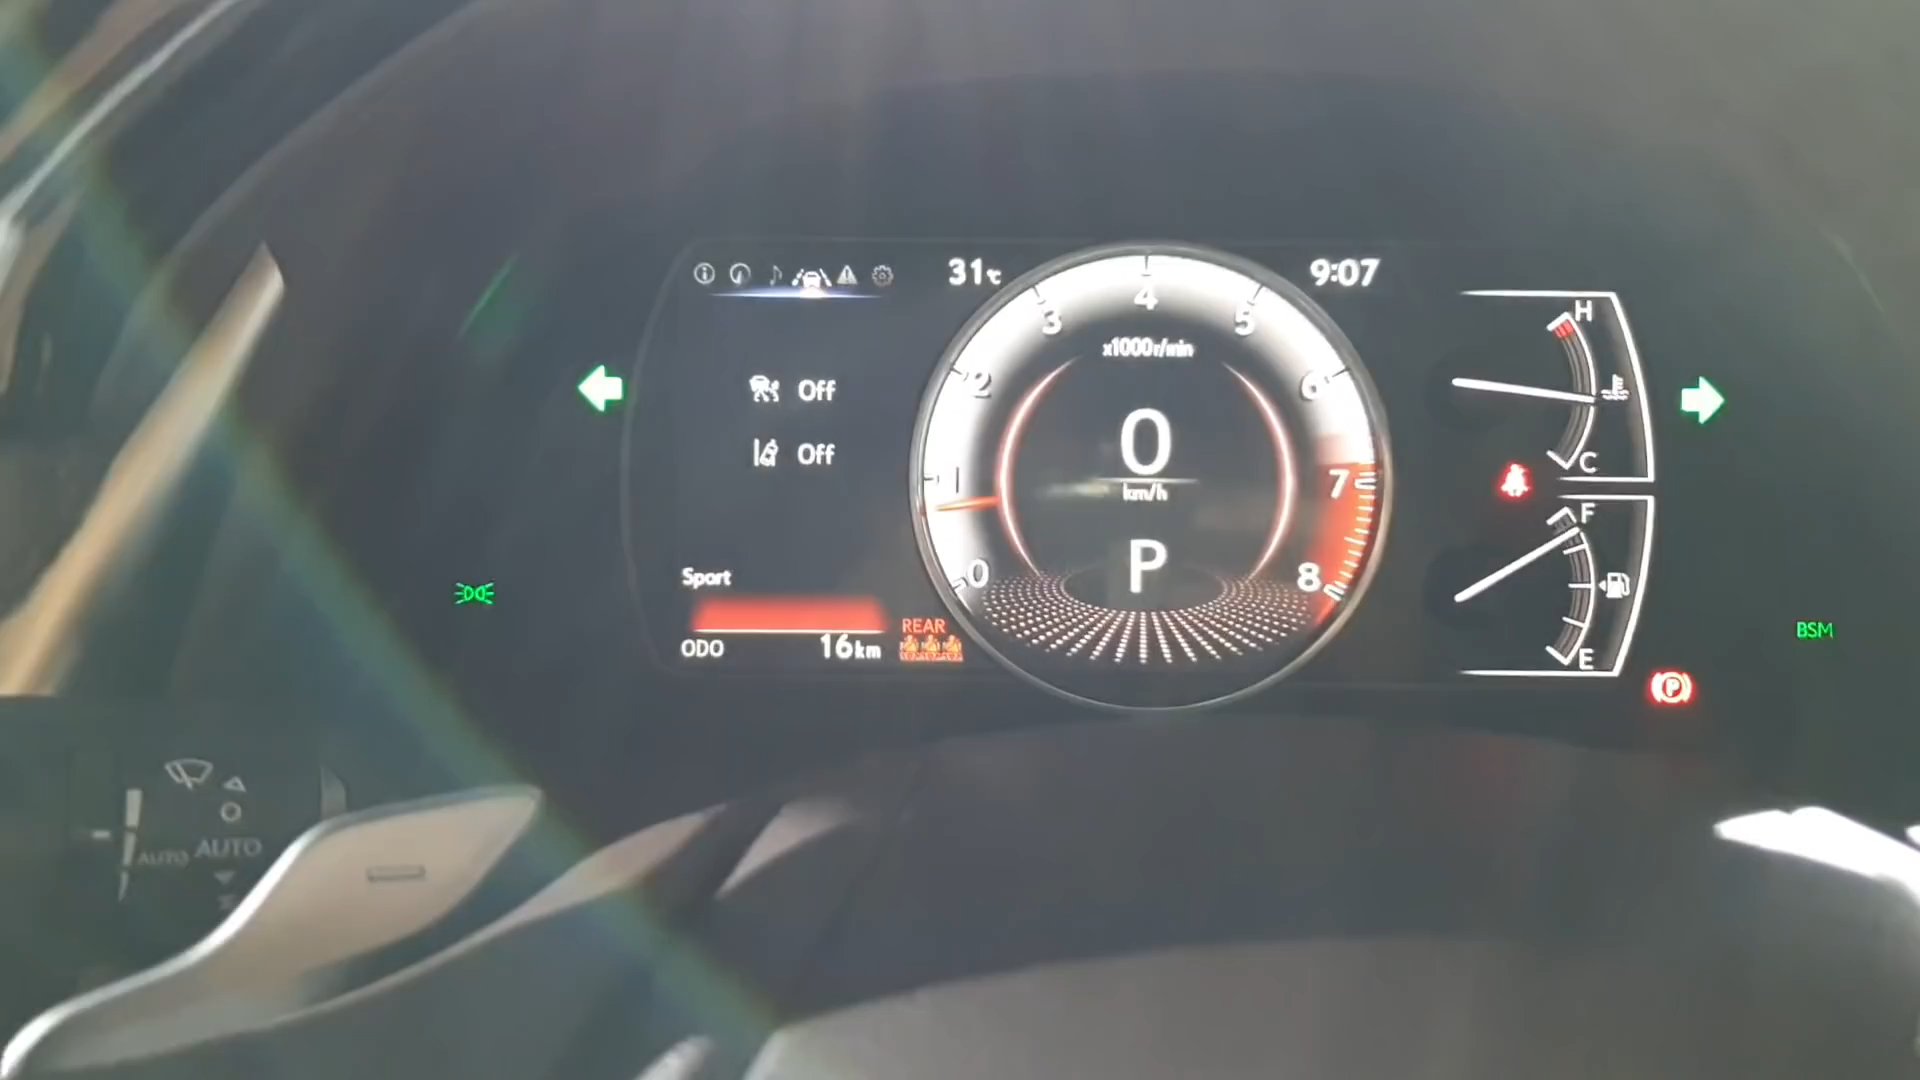 31°C
9:07
H
C
F
E
0
1
2
3
4
5
6
7
8
x1000r/min
0
km/h
P
Off
Off
Sport
ODO 16km
REAR
BSM
P
AUTO AUTO